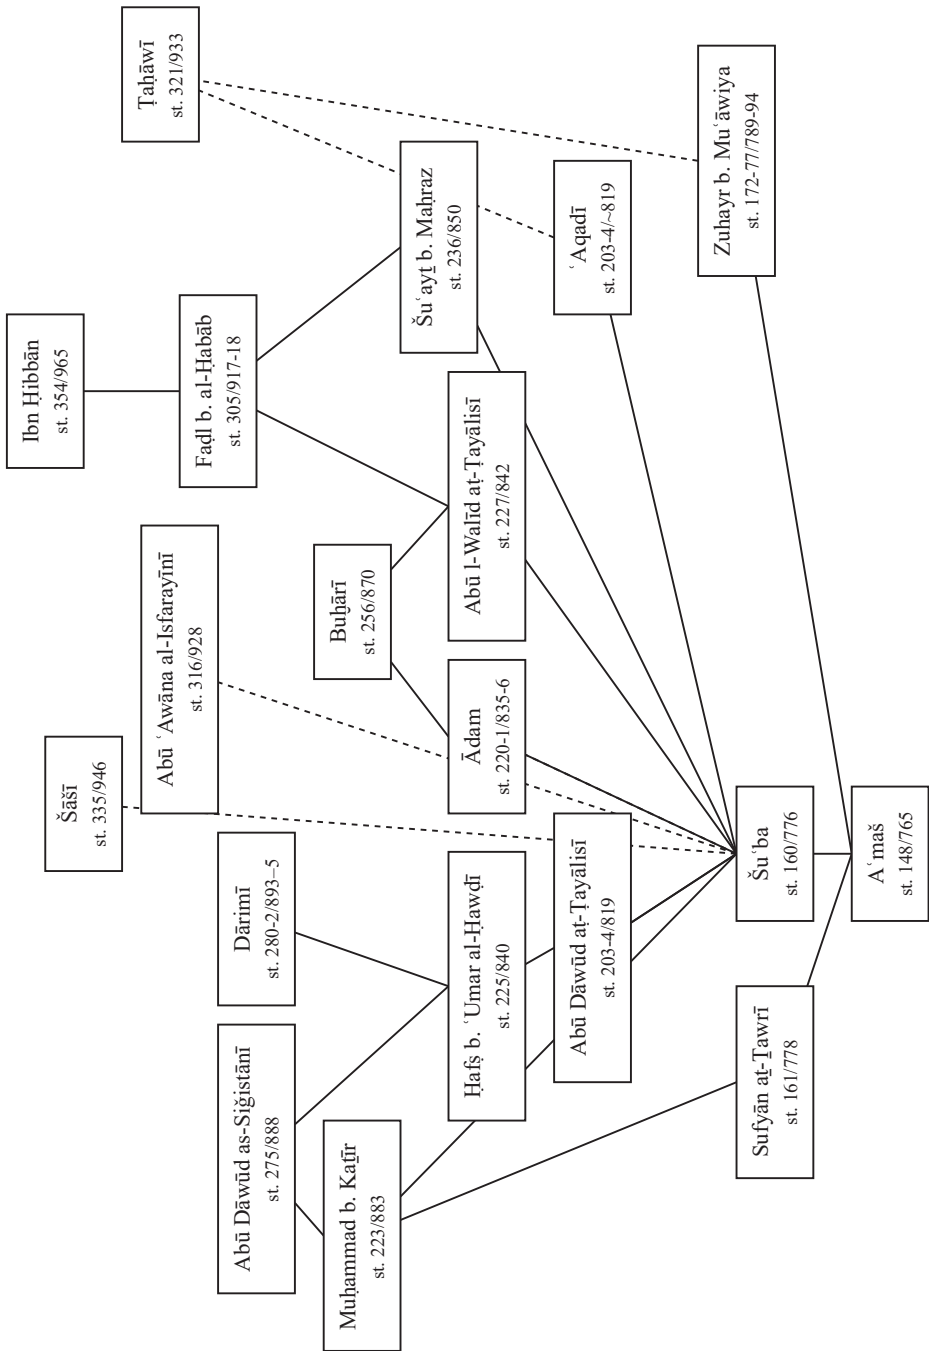 Ibn Ḥibbān
st. 354/965
Šāšī
st. 335/946
Ṭaḥāwī
st. 321/933
Abū ʿAwāna al-Isfarayīnī
st. 316/928
Faḍl b. al-Ḥabāb
st. 305/917-18
Abū Dāwūd as-Siǧistānī
st. 275/888
Dārimī
st. 280-2/893–5
Buḫārī
st. 256/870
Muḥammad b. Kaṯīr
st. 223/883
Šuʿayṯ b. Maḥraz
st. 236/850
Ḥafṣ b. ʿUmar al-Ḥawḍī
st. 225/840
Ādam
st. 220-1/835-6
Abū l-Walīd aṭ-Ṭayālisī
st. 227/842
Abū Dāwūd aṭ-Ṭayālisī
st. 203-4/819
ʿAqadī
st. 203-4/~819
Zuhayr b. Muʿāwiya
st. 172-77/789-94
Sufyān aṯ-Ṯawrī
st. 161/778
Šuʿba
st. 160/776
Aʿmaš
st. 148/765